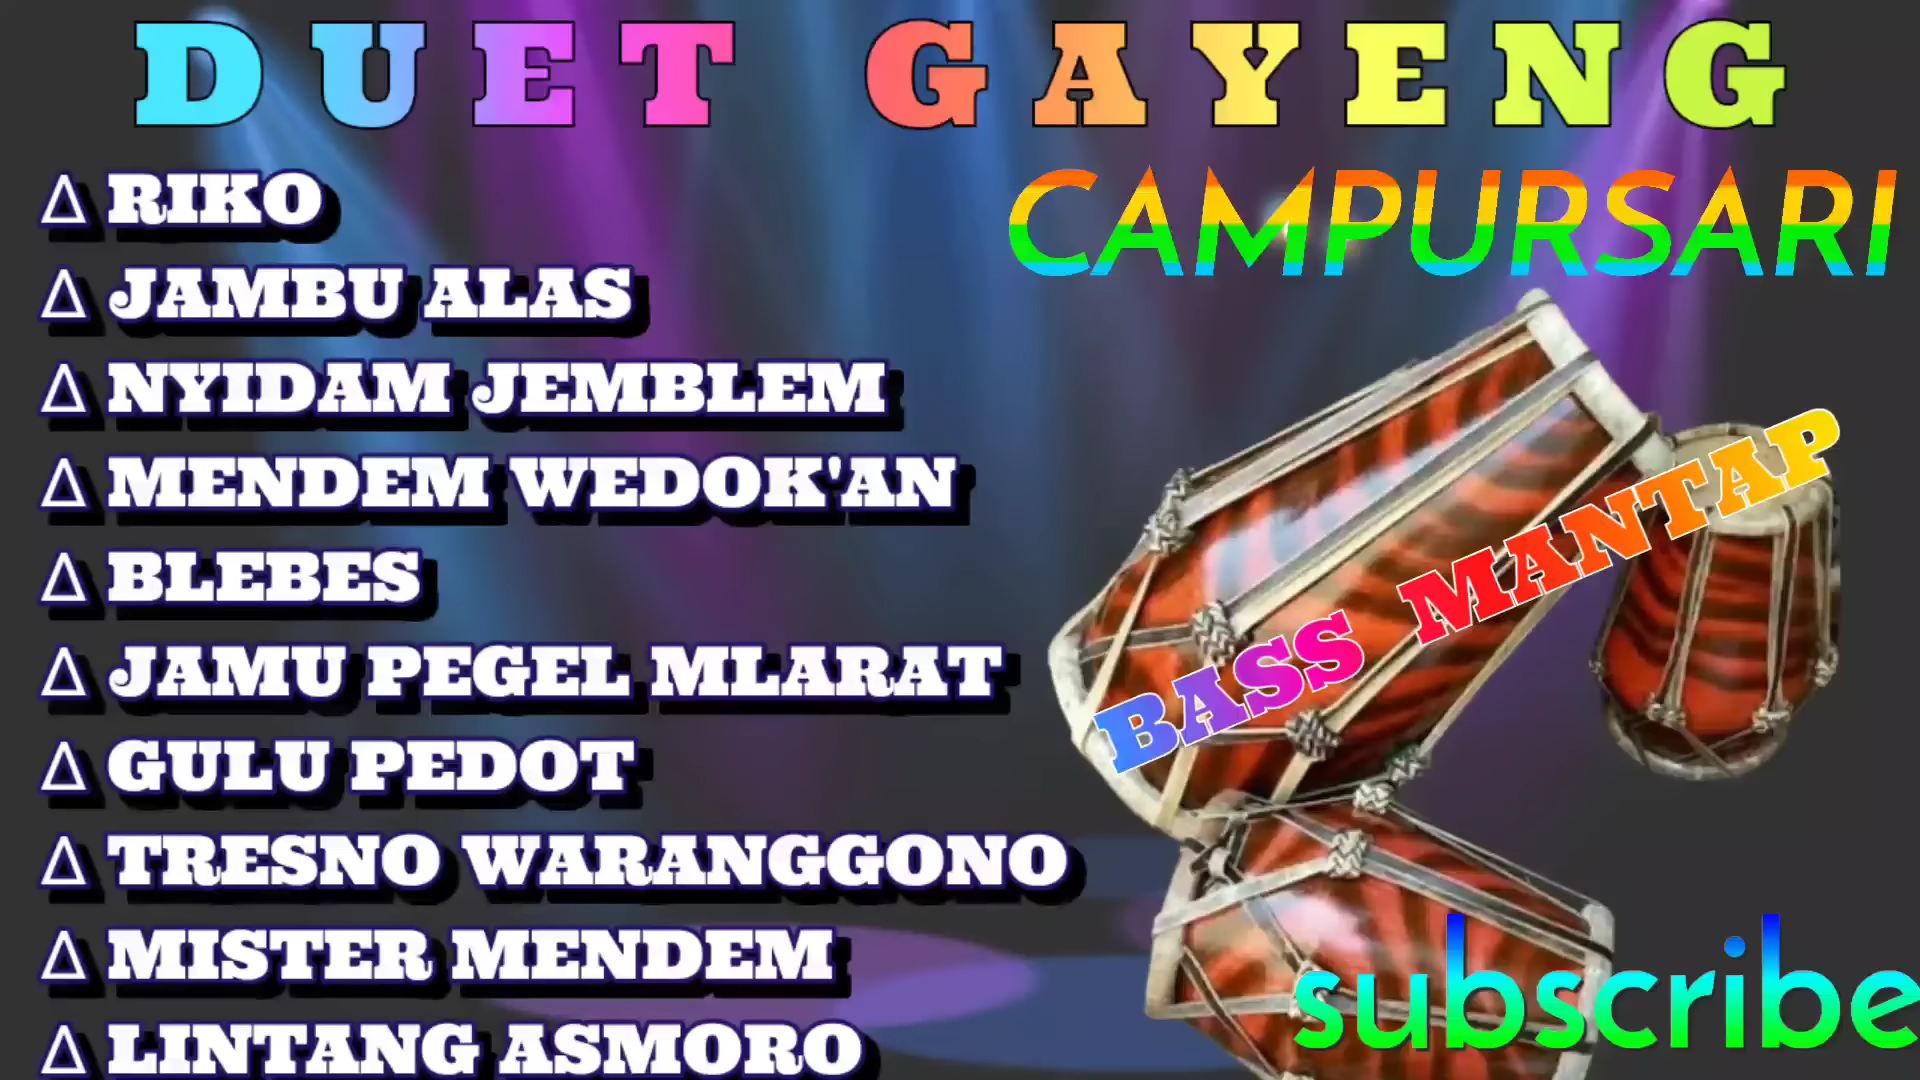 DUET GAYENG
CAMPURSARI
Δ RIKO
Δ JAMBU ALAS
Δ NYIDAM JEMBLEM
Δ MENDEM WEDOK'AN
Δ BLEBES
Δ JAMU PEGEL MLARAT
Δ GULU PEDOT
Δ TRESNO WARANGGONO
Δ MISTER MENDEM
Δ LINTANG ASMORO
BASS MANTAP
subscribe